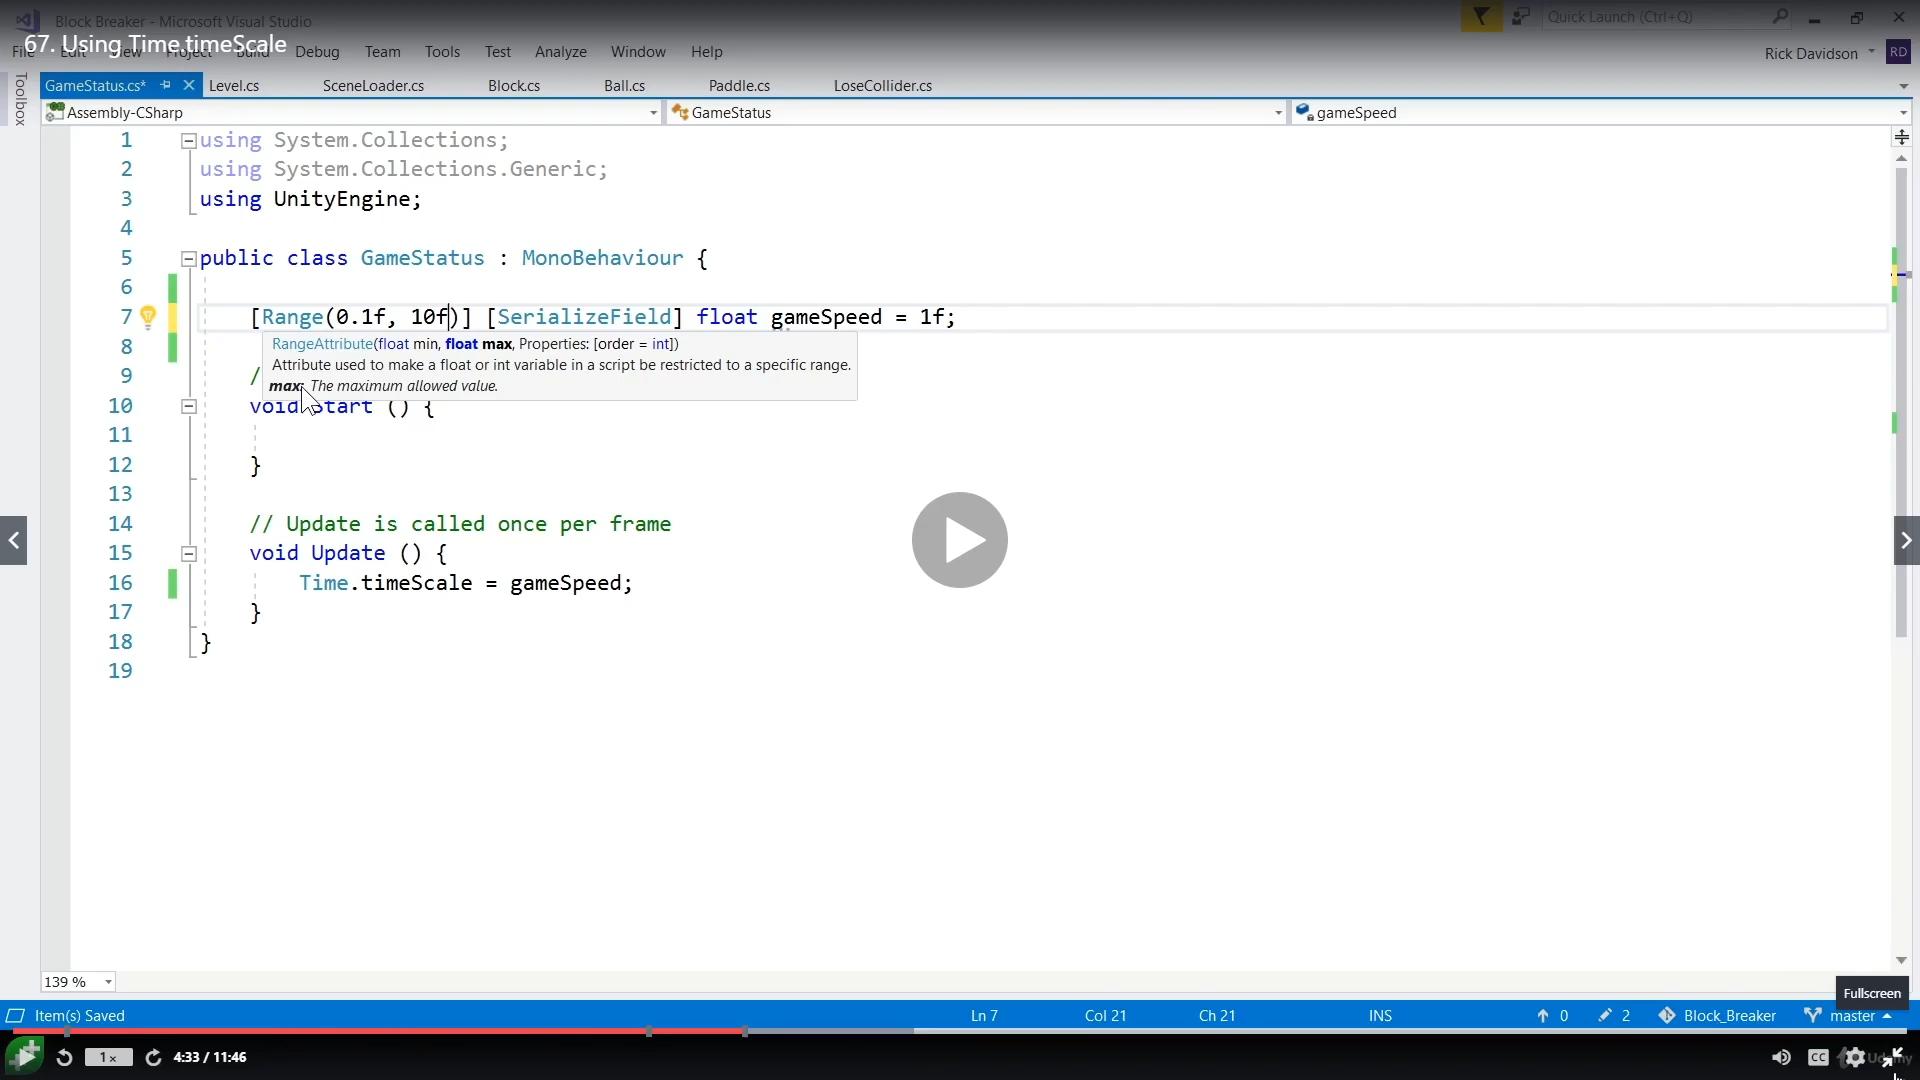 Block Breaker - Microsoft Visual Studio
Quick Launch (Ctrl+Q)
67. Using Time.timeScale
File Edit View Project Build Debug Team Tools Test Analyze Window Help
Rick Davidson RD
Toolbox
GameStatus.cs* Level.cs SceneLoader.cs Block.cs Ball.cs Paddle.cs LoseCollider.cs
Assembly-CSharp GameStatus gameSpeed
1 using System.Collections;
2 using System.Collections.Generic;
3 using UnityEngine;
4
5 public class GameStatus : MonoBehaviour {
6
7 [Range(0.1f, 10f)] [SerializeField] float gameSpeed = 1f;
8 RangeAttribute(float min, float max, Properties: [order = int])
Attribute used to make a float or int variable in a script be restricted to a specific range.
9 / max: The maximum allowed value.
10 void Start () {
11
12 }
13
14 // Update is called once per frame
15 void Update () {
16 Time.timeScale = gameSpeed;
17 }
18 }
19
139 %
Fullscreen
Item(s) Saved Ln 7 Col 21 Ch 21 INS 0 2 Block_Breaker master
1 x 4:33 / 11:46 CC